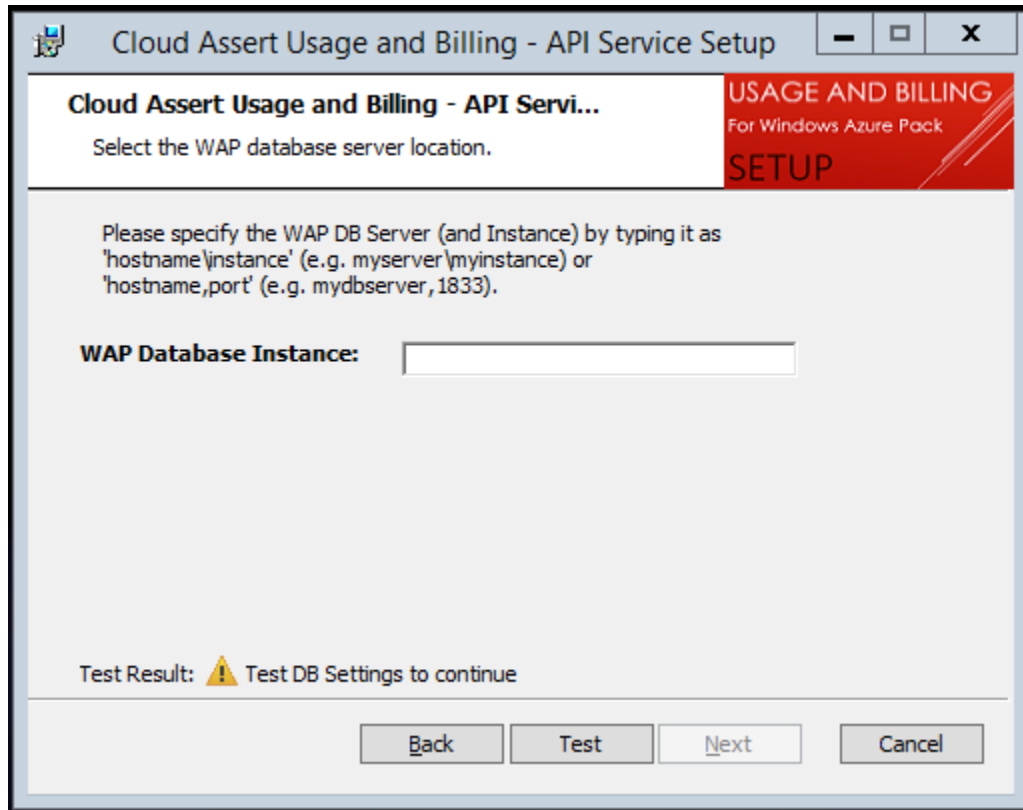 Cloud Assert Usage and Billing - API Service Setup
Cloud Assert Usage and Billing - API Servi...
Select the WAP database server location.
USAGE AND BILLING
For Windows Azure Pack
SETUP
Please specify the WAP DB Server (and Instance) by typing it as
'hostname\instance' (e.g. myserver\myinstance) or
'hostname,port' (e.g. mydbserver,1833).
WAP Database Instance:
Test Result: Test DB Settings to continue
Back Test Next Cancel